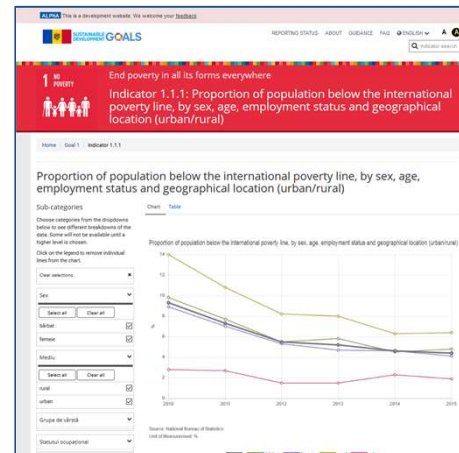 ALPHA This is a development website. We welcome your feedback
SUSTAINABLE DEVELOPMENT GOALS
REPORTING STATUS ABOUT GUIDANCE FAQ ENGLISH A A
Indicator search
1 NO POVERTY
End poverty in all its forms everywhere
Indicator 1.1.1: Proportion of population below the international
poverty line, by sex, age, employment status and geographical
location (urban/rural)
Home Goal 1 Indicator 1.1.1
Proportion of population below the international poverty line, by sex, age,
employment status and geographical location (urban/rural)
Sub-categories
Choose categories from the dropdowns
below to see different breakdowns of the
data. Some will not be available until a
higher level is chosen.
Click on the legend to remove individual
lines from the chart.
Clear selections
Sex
Select all Clear all
bărbat
femeie
Mediu
Select all Clear all
rural
urban
Grupe de vârstă
Statutul ocupațional
Chart Table
Proportion of population below the international poverty line, by sex, age, employment status and geographical location (urban/rural)
14
12
10
8
6
4
2
0
%
2010 2011 2012 2013 2014 2015
Source: National Bureau of Statistics
Unit of Measurement: %